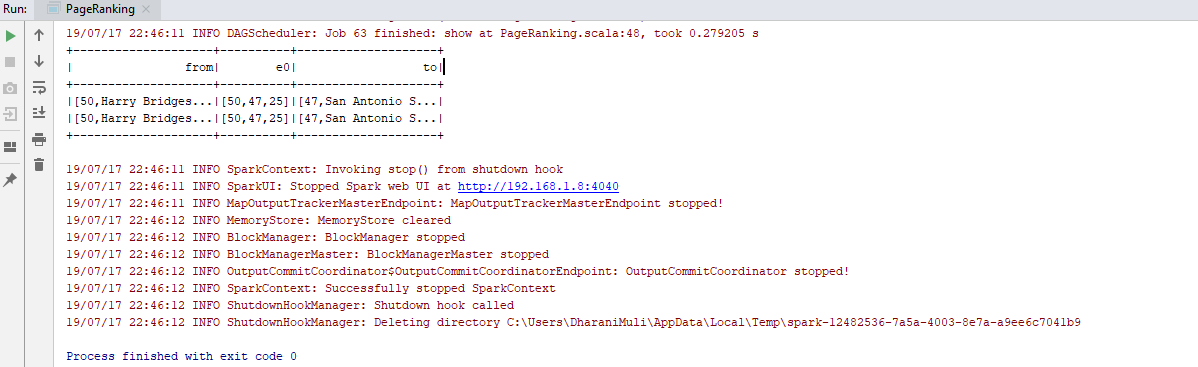 Run: PageRanking
19/07/17 22:46:11 INFO DAGScheduler: Job 63 finished: show at PageRanking.scala:48, took 0.279205 s
+--------------------+----------+--------------------+
|                from|        e0|                  to|
+--------------------+----------+--------------------+
|[50,Harry Bridges...|[50,47,25]|[47,San Antonio S...|
|[50,Harry Bridges...|[50,47,25]|[47,San Antonio S...|
+--------------------+----------+--------------------+
19/07/17 22:46:11 INFO SparkContext: Invoking stop() from shutdown hook
19/07/17 22:46:11 INFO SparkUI: Stopped Spark web UI at http://192.168.1.8:4040
19/07/17 22:46:11 INFO MapOutputTrackerMasterEndpoint: MapOutputTrackerMasterEndpoint stopped!
19/07/17 22:46:12 INFO MemoryStore: MemoryStore cleared
19/07/17 22:46:12 INFO BlockManager: BlockManager stopped
19/07/17 22:46:12 INFO BlockManagerMaster: BlockManagerMaster stopped
19/07/17 22:46:12 INFO OutputCommitCoordinator$OutputCommitCoordinatorEndpoint: OutputCommitCoordinator stopped!
19/07/17 22:46:12 INFO SparkContext: Successfully stopped SparkContext
19/07/17 22:46:12 INFO ShutdownHookManager: Shutdown hook called
19/07/17 22:46:12 INFO ShutdownHookManager: Deleting directory C:\Users\DharaniMuli\AppData\Local\Temp\spark-12482536-7a5a-4003-8e7a-a9ee6c7041b9
Process finished with exit code 0